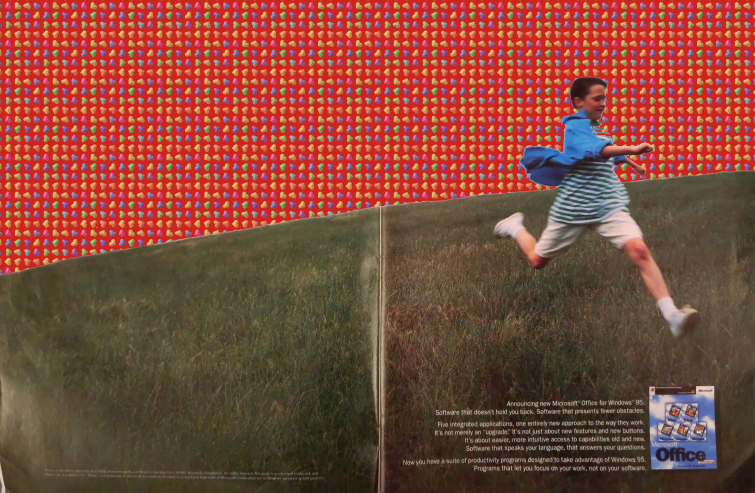 Announcing new Microsoft® Office for Windows® 95.
Software that doesn't hold you back. Software that presents fewer obstacles.
Five integrated applications, one entirely new approach to the way they work.
It's not merely an "upgrade." It's not just about new features and new buttons.
It's about easier, more intuitive access to capabilities old and new.
Software that speaks your language, that answers your questions.
Now you have a suite of productivity programs designed to take advantage of Windows 95.
Programs that let you focus on your work, not on your software.
Microsoft
Microsoft
Office